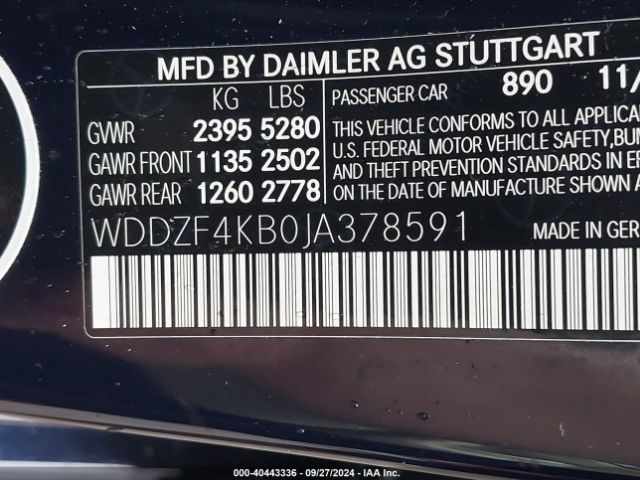 MFD BY DAIMLER AG STUTTGART
KG LBS
GVWR 2395 5280
GAWR FRONT 1135 2502
GAWR REAR 1260 2778
PASSENGER CAR 890 11/
THIS VEHICLE CONFORMS TO ALL APPLICA
U.S. FEDERAL MOTOR VEHICLE SAFETY,BUM
AND THEFT PREVENTION STANDARDS IN E
ON THE DATE OF MANUFACTURE SHOWN A
WDDZF4KB0JA378591
MADE IN GER
000-40443336 - 09/27/2024 - IAA Inc.